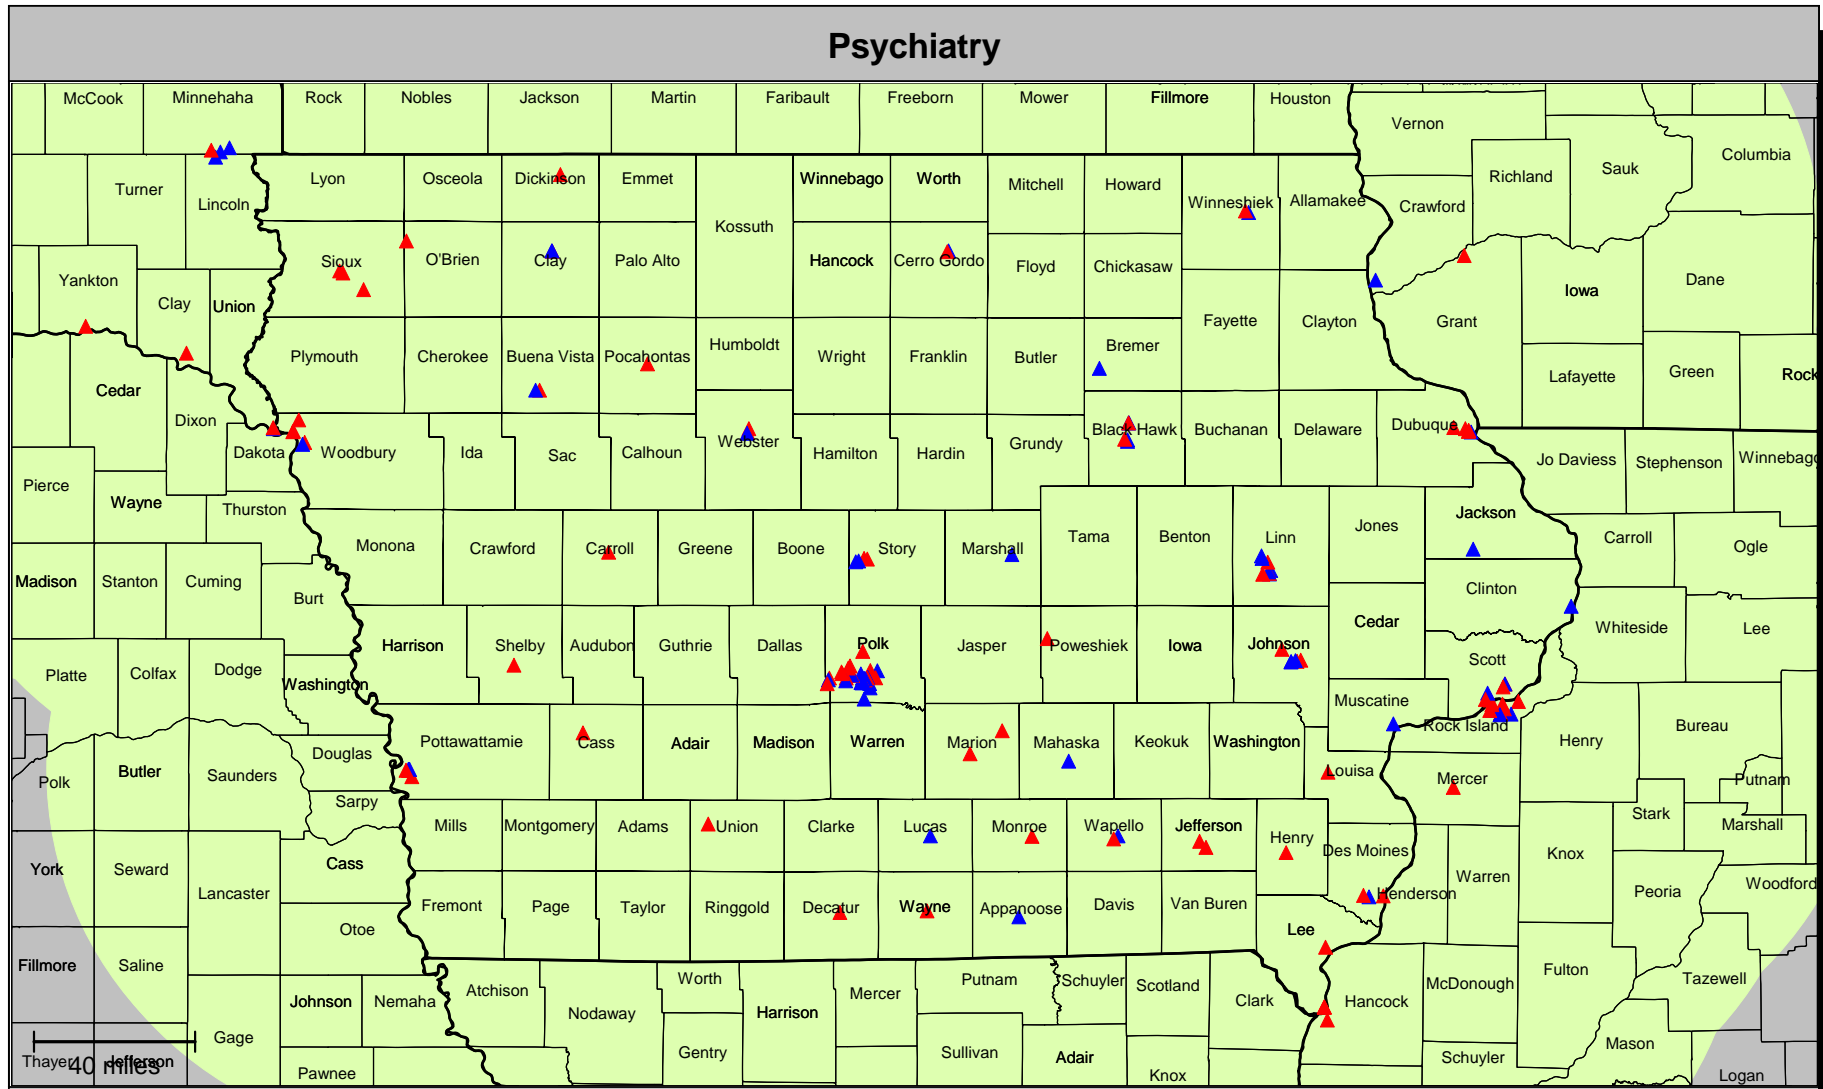 Psychiatry
McCook Minnehaha Rock Nobles Jackson Martin Faribault Freeborn Mower Fillmore Houston
Vernon
Columbia
Sauk
Richland
Turner Lyon Osceola Dickinson Emmet Winnebago Worth Mitchell Howard
Lincoln Winneshiek Allamakee Crawford
Kossuth
Yankton Sioux O'Brien Clay Palo Alto Hancock Cerro Gordo Floyd Chickasaw Dane
Clay Union Iowa
Fayette Clayton Grant
Plymouth Cherokee Buena Vista Pocahontas Humboldt Wright Franklin Butler Bremer
Cedar Lafayette Green Rock
Dixon Dubuque
Dakota Woodbury Ida Sac Calhoun Webster Hamilton Hardin Grundy Black Hawk Buchanan Delaware
Jo Daviess Stephenson Winnebago
Pierce
Wayne Thurston Jackson
Monona Crawford Carroll Greene Boone Story Marshall Tama Benton Linn Jones Carroll Ogle
Madison Stanton Cuming
Burt Clinton
Harrison Shelby Audubon Guthrie Dallas Polk Jasper Poweshiek Iowa Johnson Cedar Whiteside Lee
Platte Colfax Dodge Scott
Washington Muscatine
Pottawattamie Cass Adair Madison Warren Marion Mahaska Keokuk Washington Rock Island Henry Bureau
Douglas
Polk Butler Saunders Louisa Mercer Putnam
Sarpy
Mills Montgomery Adams Union Clarke Lucas Monroe Wapello Jefferson Henry Stark Marshall
Des Moines Knox
York Seward Cass Warren
Lancaster Henderson Peoria Woodford
Fremont Page Taylor Ringgold Decatur Wayne Appanoose Davis Van Buren
Otoe Lee
Fillmore Saline Fulton Tazewell
Johnson Nemaha Atchison Worth Mercer Putnam Schuyler Scotland Clark Hancock McDonough
Nodaway Harrison
Gage Mason
Thayer Jefferson Gentry Sullivan Adair Schuyler
40 miles
Pawnee Knox Logan